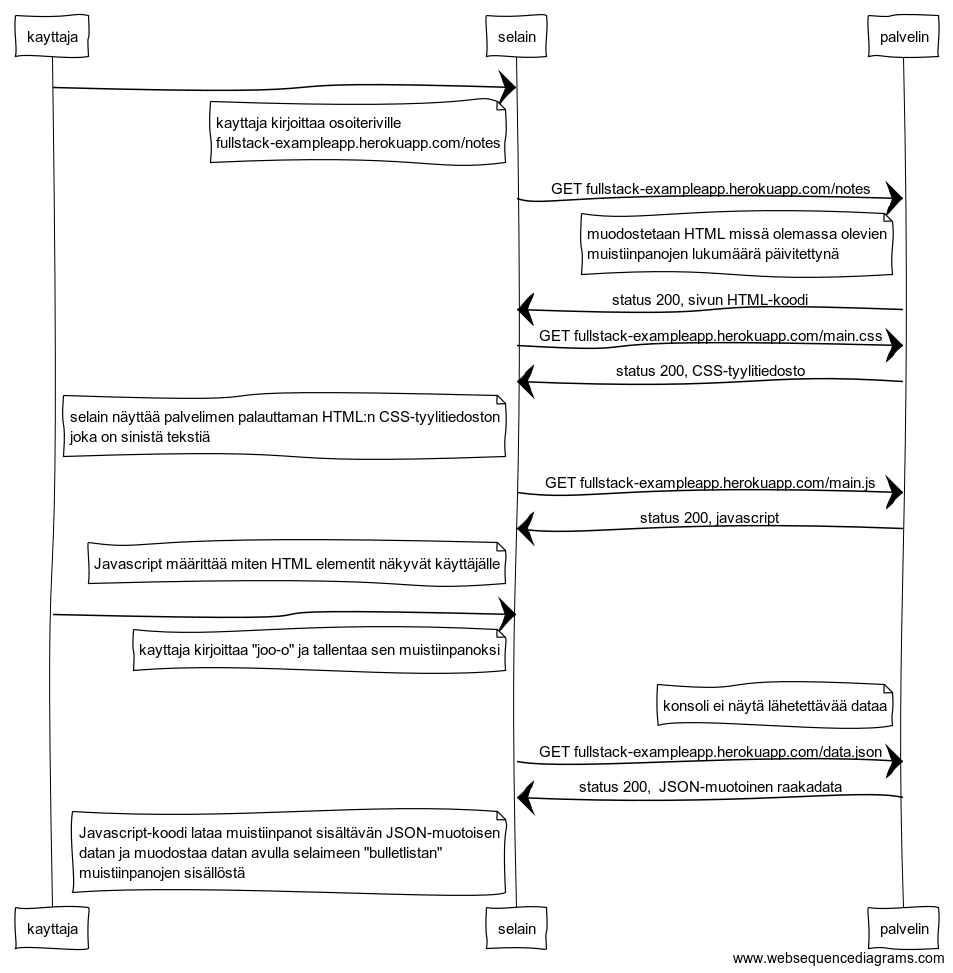 kayttaja
selain
palvelin
kayttaja kirjoittaa osoiteriville
fullstack-exampleapp.herokuapp.com/notes
GET fullstack-exampleapp.herokuapp.com/notes
muodostetaan HTML missä olemassa olevien
muistiinpanojen lukumäärä päivitettynä
status 200, sivun HTML-koodi
GET fullstack-exampleapp.herokuapp.com/main.css
status 200, CSS-tyylitiedosto
selain näyttää palvelimen palauttaman HTML:n CSS-tyylitiedoston
joka on sinistä tekstiä
GET fullstack-exampleapp.herokuapp.com/main.js
status 200, javascript
Javascript määrittää miten HTML elementit näkyvät käyttäjälle
kayttaja kirjoittaa "joo-o" ja tallentaa sen muistiinpanoksi
konsoli ei näytä lähetettävää dataa
GET fullstack-exampleapp.herokuapp.com/data.json
status 200,  JSON-muotoinen raakadata
Javascript-koodi lataa muistiinpanot sisältävän JSON-muotoisen
datan ja muodostaa datan avulla selaimeen "bulletlistan"
muistiinpanojen sisällöstä
kayttaja
selain
palvelin
www.websequencediagrams.com